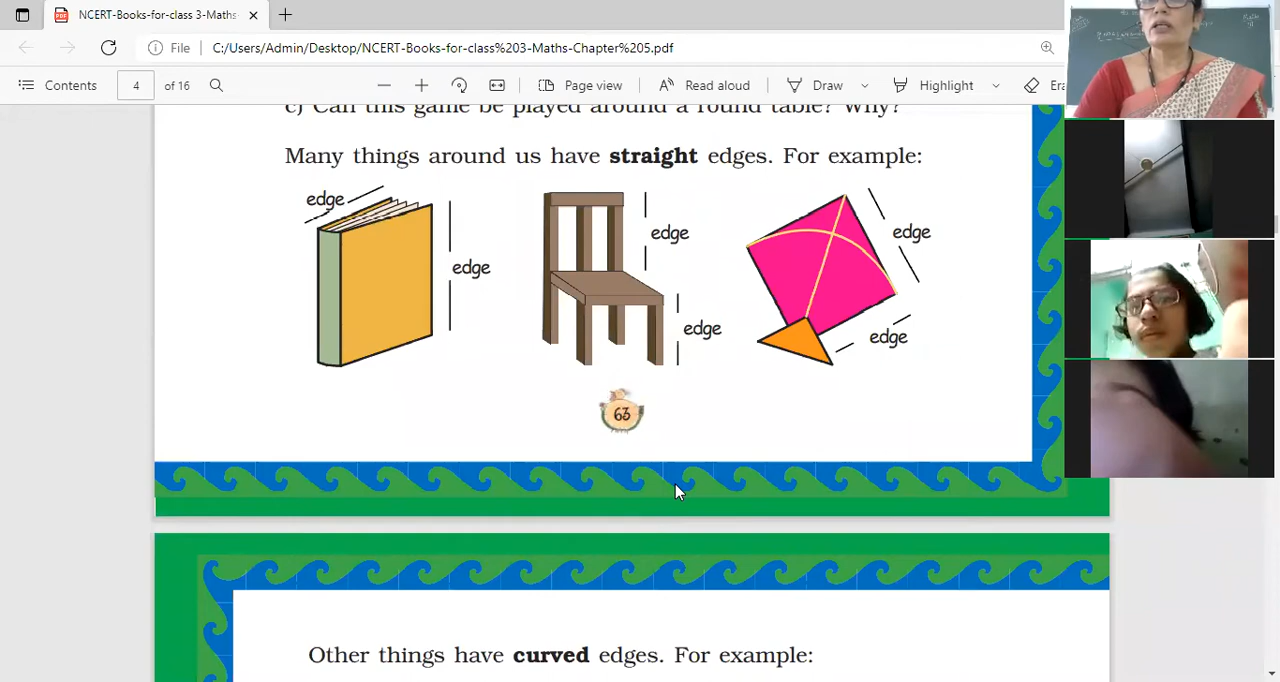 NCERT-Books-for-class 3-Maths-
File C:/Users/Admin/Desktop/NCERT-Books-for-class%203-Maths-Chapter%205.pdf
Contents 4 of 16 Page view Read aloud Draw Highlight Era
c) Can this game be played around a round table? Why?
Many things around us have straight edges. For example:
edge
edge
edge
edge
edge
edge
63
Other things have curved edges. For example: